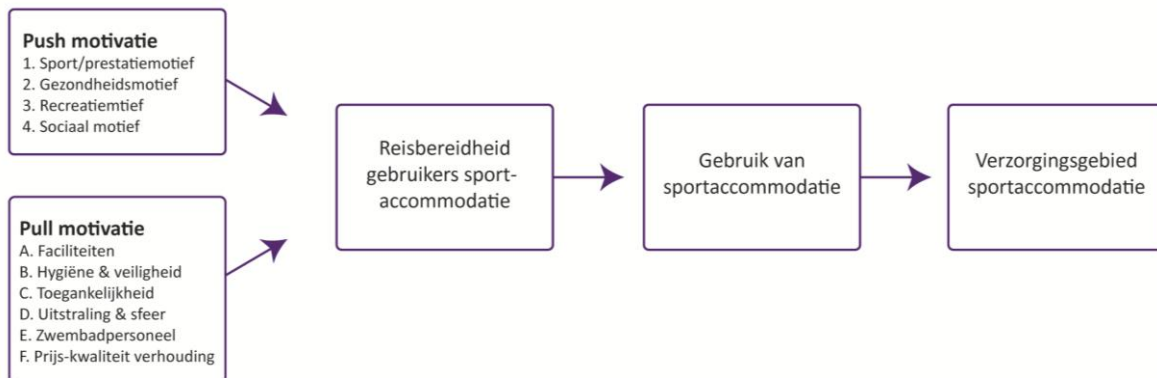 Push motivatie
1. Sport/prestatiemotief
2. Gezondheidsmotief
3. Recreatiemtief
4. Sociaal motief
Pull motivatie
A. Faciliteiten
B. Hygiëne & veiligheid
C. Toegankelijkheid
D. Uitstraling & sfeer
E. Zwembadpersoneel
F. Prijs-kwaliteit verhouding
Reisbereidheid
gebruikers sport-
accommodatie
Gebruik van
sportaccommodatie
Verzorgingsgebied
sportaccommodatie